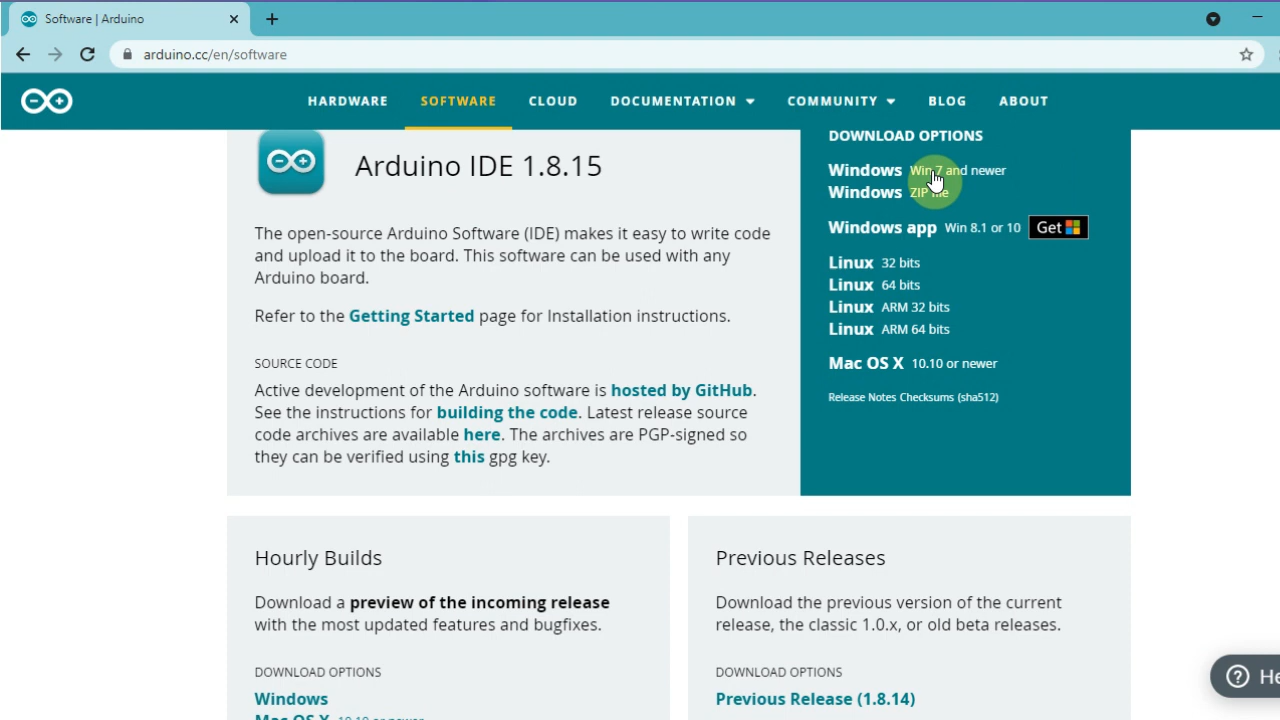 Software | Arduino
arduino.cc/en/software
HARDWARE SOFTWARE CLOUD DOCUMENTATION COMMUNITY BLOG ABOUT
Arduino IDE 1.8.15
The open-source Arduino Software (IDE) makes it easy to write code
and upload it to the board. This software can be used with any
Arduino board.
Refer to the Getting Started page for Installation instructions.
SOURCE CODE
Active development of the Arduino software is hosted by GitHub.
See the instructions for building the code. Latest release source
code archives are available here. The archives are PGP-signed so
they can be verified using this gpg key.
DOWNLOAD OPTIONS
Windows Win 7 and newer
Windows ZIP file
Windows app Win 8.1 or 10 Get
Linux 32 bits
Linux 64 bits
Linux ARM 32 bits
Linux ARM 64 bits
Mac OS X 10.10 or newer
Release Notes Checksums (sha512)
Hourly Builds
Download a preview of the incoming release
with the most updated features and bugfixes.
DOWNLOAD OPTIONS
Windows
Mac OS X 10.10 or newer
Previous Releases
Download the previous version of the current
release, the classic 1.0.x, or old beta releases.
DOWNLOAD OPTIONS
Previous Release (1.8.14)